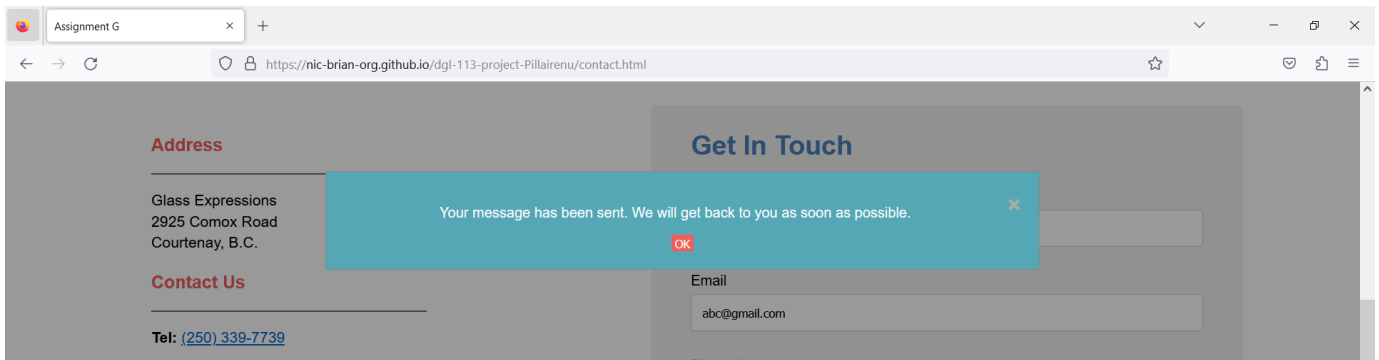 Assignment G
https://nic-brian-org.github.io/dgl-113-project-Pillairenu/contact.html
Address
Glass Expressions
2925 Comox Road
Courtenay, B.C.
Contact Us
Tel: (250) 339-7739
Get In Touch
Your message has been sent. We will get back to you as soon as possible.
×
OK
Email
abc@gmail.com